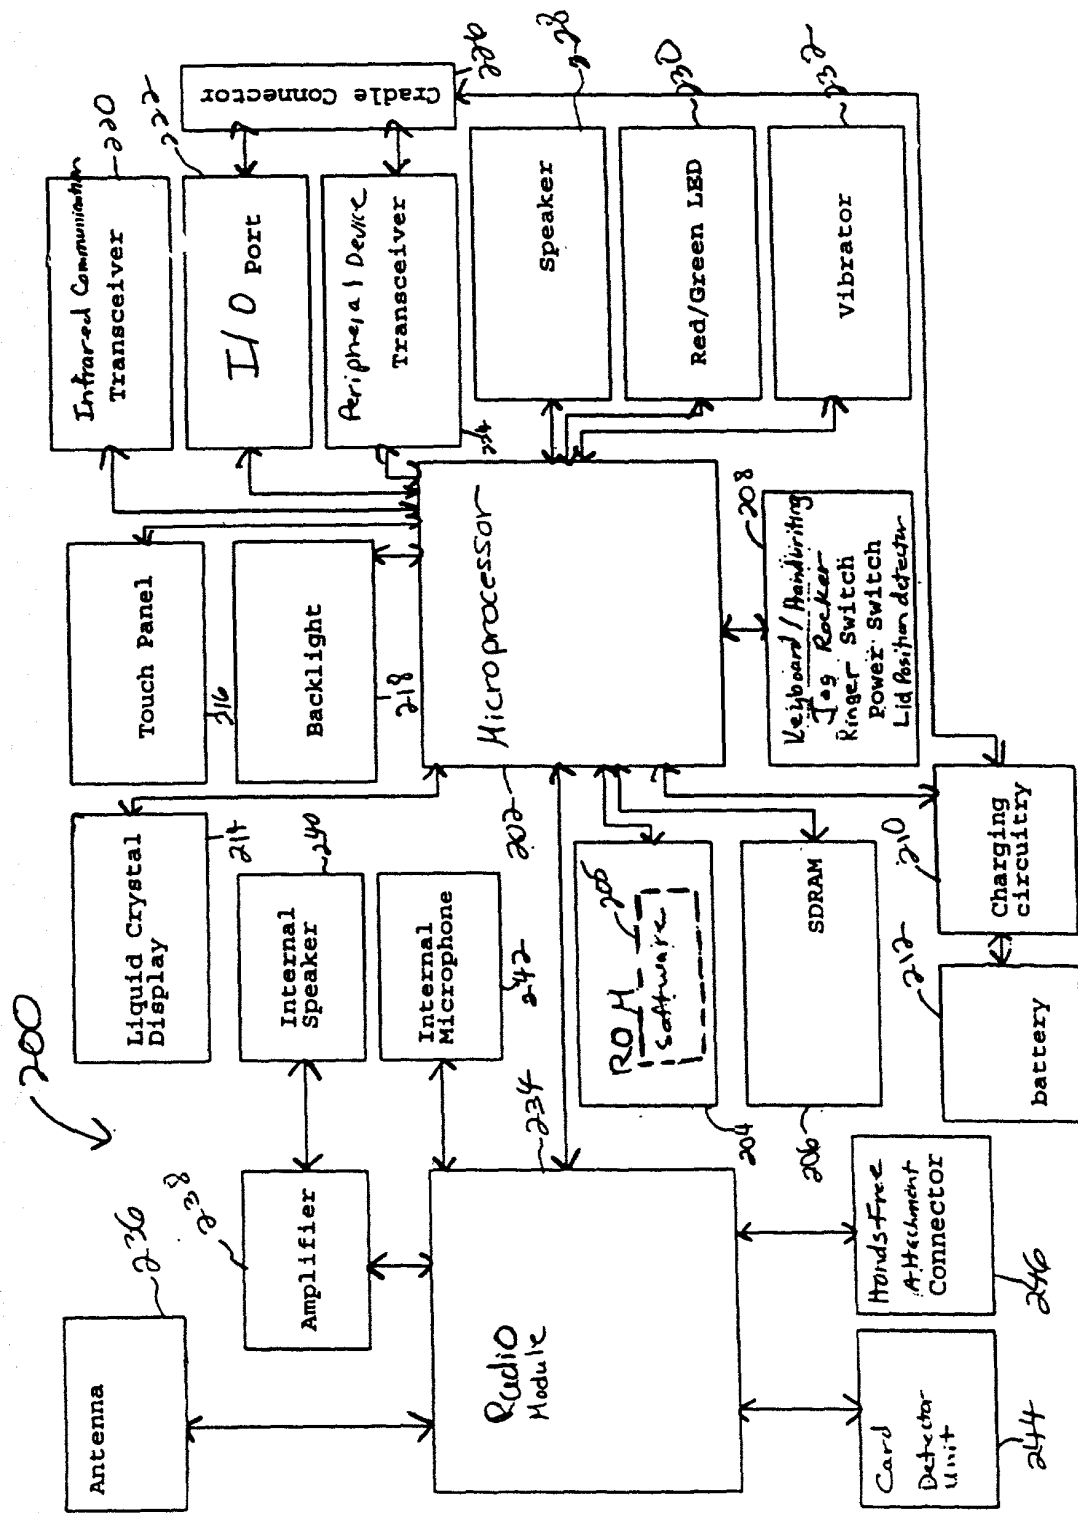 200
Antenna
236
Amplifier
238
Radio
Module
234
Card
Detector
Unit
244
Hands-Free
Attachment
Connector
246
Liquid Crystal
Display
214
Internal
Speaker
240
Internal
Microphone
242
ROM
Software
205
204
SDRAM
206
battery
212
Charging
circuitry
210
Touch Panel
216
Backlight
218
Microprocessor
202
Keyboard/Handwriting
Jog Rocker
Ringer Switch
Power Switch
Lid Position detector
208
Infrared Communication
Transceiver
220
I/O Port
222
Peripheral Device
Transceiver
224
Cradle Connector
226
Speaker
228
Red/Green LED
230
Vibrator
232